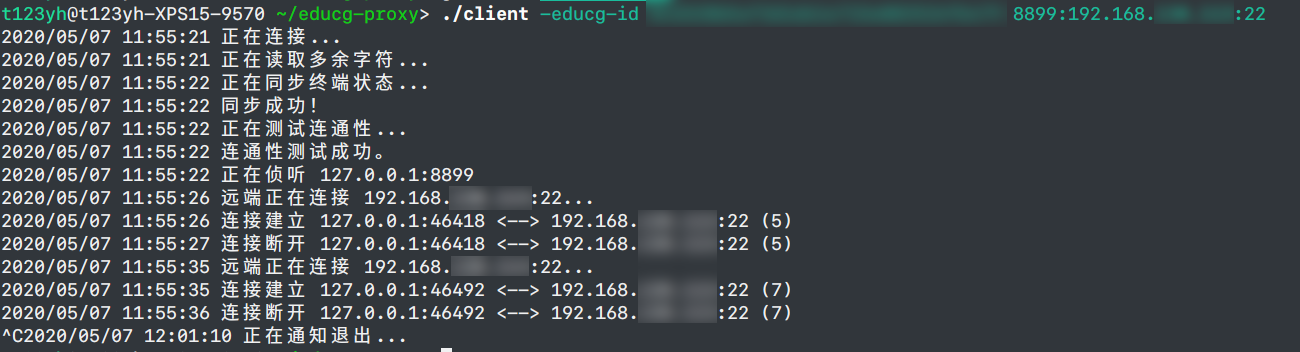 t123yh@t123yh-XPS15-9570 ~/educg-proxy> ./client -educg-id 8899:192.168. :22
2020/05/07 11:55:21 正在连接...
2020/05/07 11:55:21 正在读取多余字符...
2020/05/07 11:55:22 正在同步终端状态...
2020/05/07 11:55:22 同步成功！
2020/05/07 11:55:22 正在测试连通性...
2020/05/07 11:55:22 连通性测试成功。
2020/05/07 11:55:22 正在侦听 127.0.0.1:8899
2020/05/07 11:55:26 远端正在连接 192.168. :22...
2020/05/07 11:55:26 连接建立 127.0.0.1:46418 <--> 192.168. :22 (5)
2020/05/07 11:55:27 连接断开 127.0.0.1:46418 <--> 192.168. :22 (5)
2020/05/07 11:55:35 远端正在连接 192.168. :22...
2020/05/07 11:55:35 连接建立 127.0.0.1:46492 <--> 192.168. :22 (7)
2020/05/07 11:55:36 连接断开 127.0.0.1:46492 <--> 192.168. :22 (7)
^C2020/05/07 12:01:10 正在通知退出...